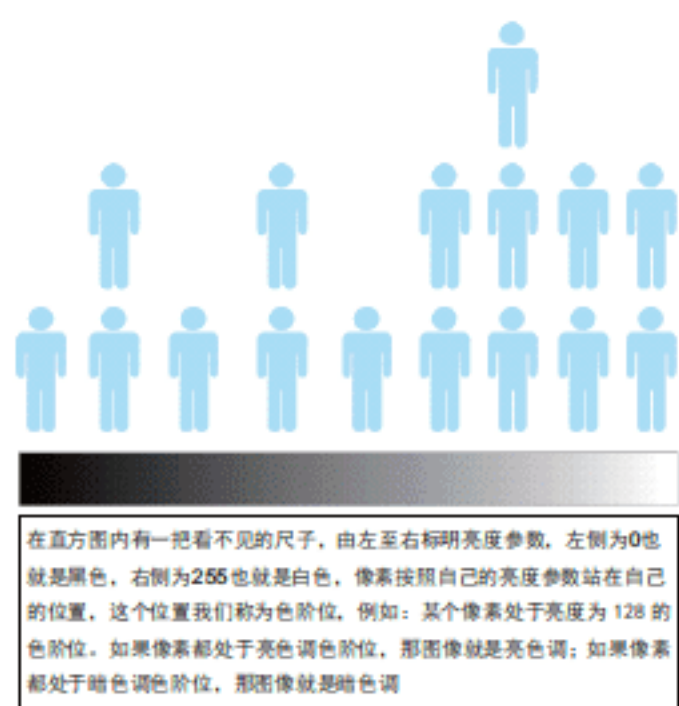 在直方图内有一把看不见的尺子，由左至右标明亮度参数，左侧为0也
就是黑色，右侧为255也就是白色，像素按照自己的亮度参数站在自己
的位置，这个位置我们称为色阶位，例如：某个像素处于亮度为 128 的
色阶位。如果像素都处于亮色调色阶位，那图像就是亮色调；如果像素
都处于暗色调色阶位，那图像就是暗色调